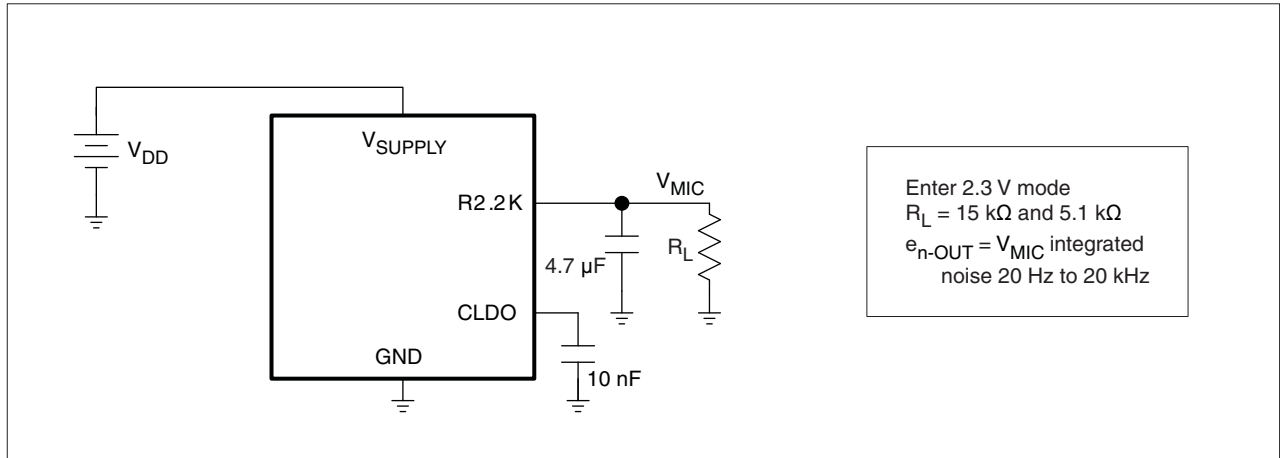 V_DD
V_SUPPLY
R2.2K
V_MIC
4.7 µF
R_L
CLDO
GND
10 nF
Enter 2.3 V mode
R_L = 15 kΩ and 5.1 kΩ
e_n-OUT = V_MIC integrated
noise 20 Hz to 20 kHz